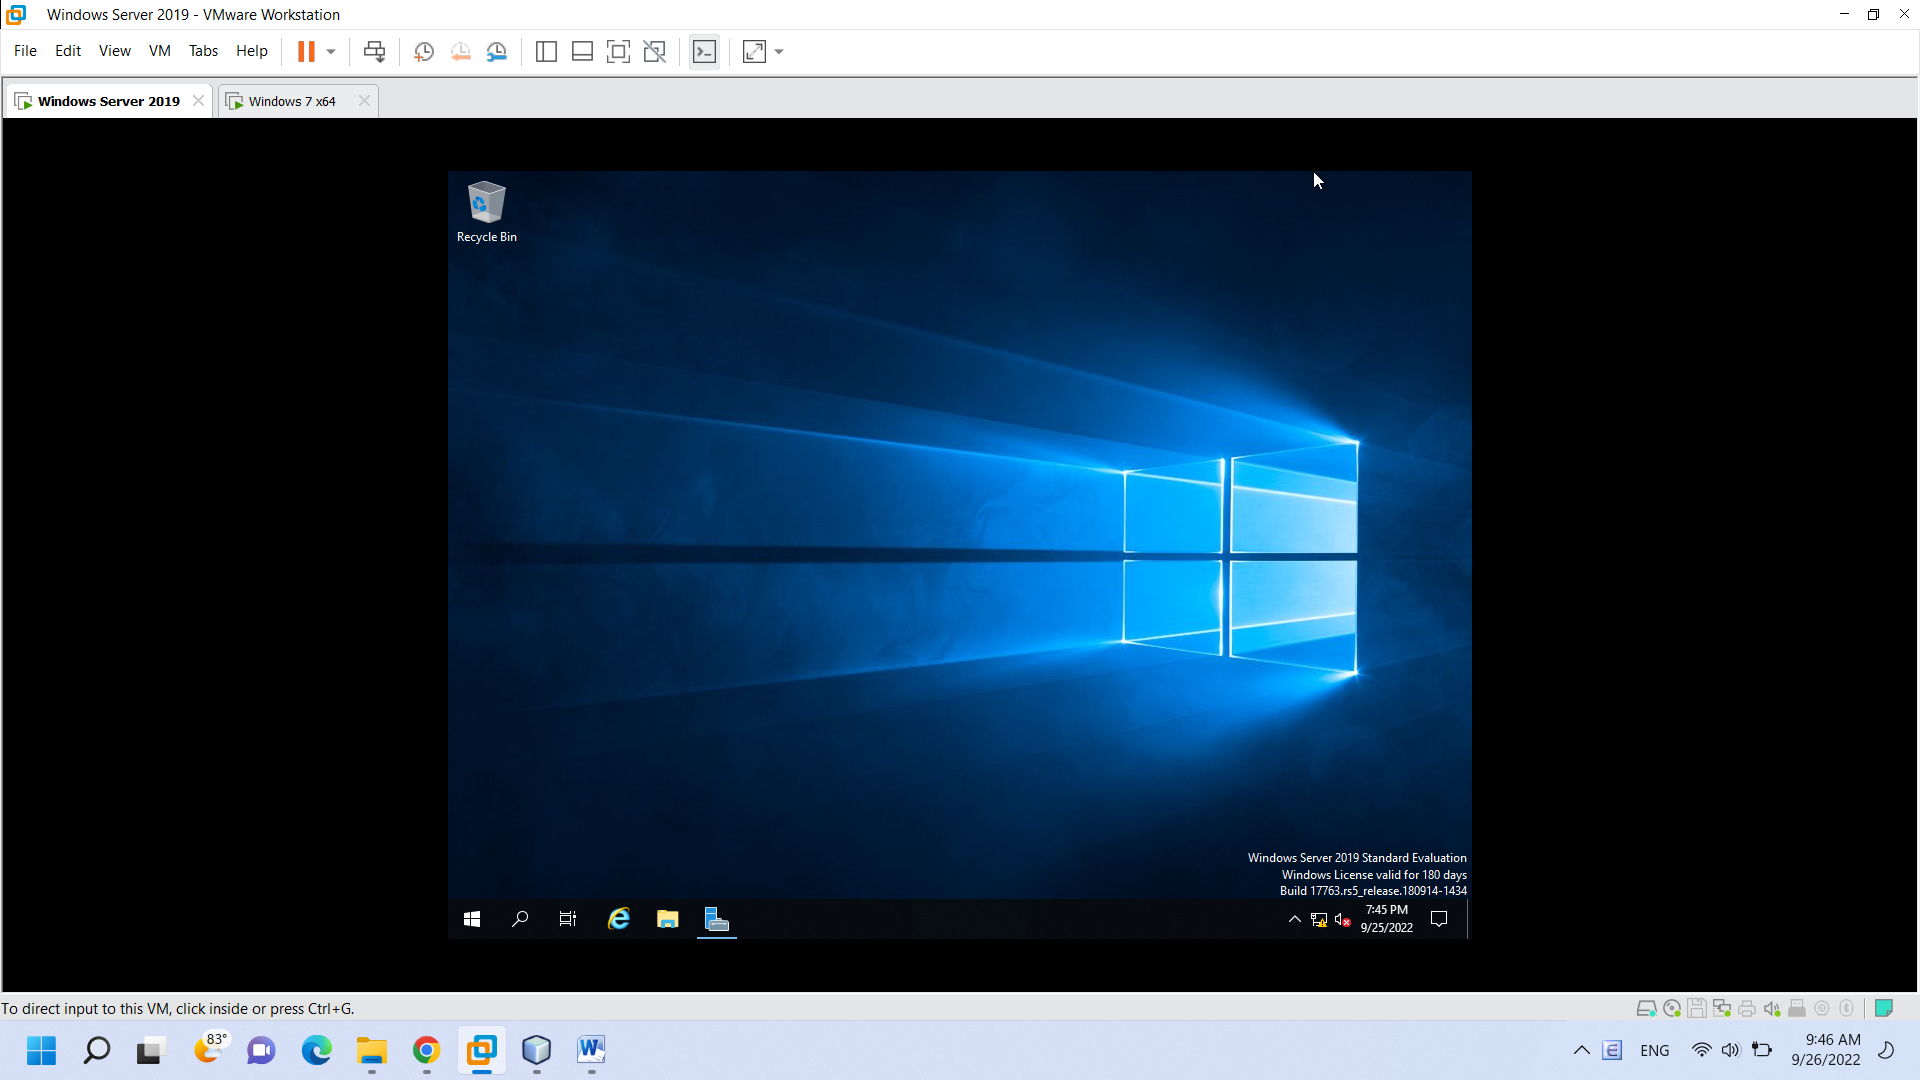 Windows Server 2019 - VMware Workstation
File Edit View VM Tabs Help
Windows Server 2019 Windows 7 x64
Recycle Bin
Windows Server 2019 Standard Evaluation
Windows License valid for 180 days
Build 17763.rs5_release.180914-1434
7:45 PM
9/25/2022
To direct input to this VM, click inside or press Ctrl+G.
83°
ENG
9:46 AM
9/26/2022